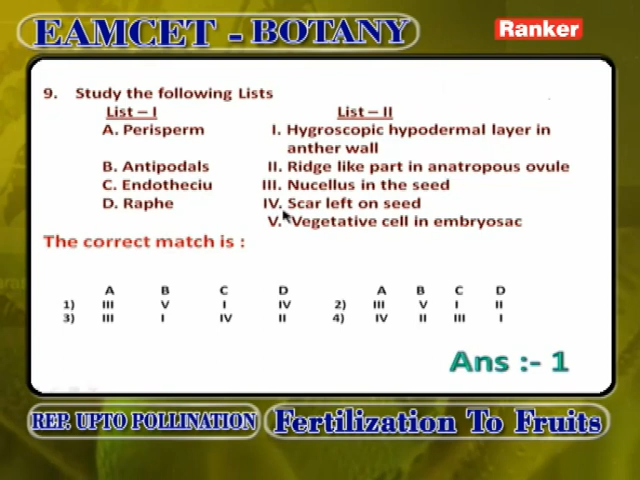 EAMCET - BOTANY
Ranker
9. Study the following Lists
List – I List – II
A. Perisperm I. Hygroscopic hypodermal layer in
anther wall
B. Antipodals II. Ridge like part in anatropous ovule
C. Endotheciu III. Nucellus in the seed
D. Raphe IV. Scar left on seed
V. Vegetative cell in embryosac
The correct match is :
A B C D A B C D
1) III V I IV 2) III V I II
3) III I IV II 4) IV II III I
Ans :- 1
REP. UPTO POLLINATION Fertilization To Fruits